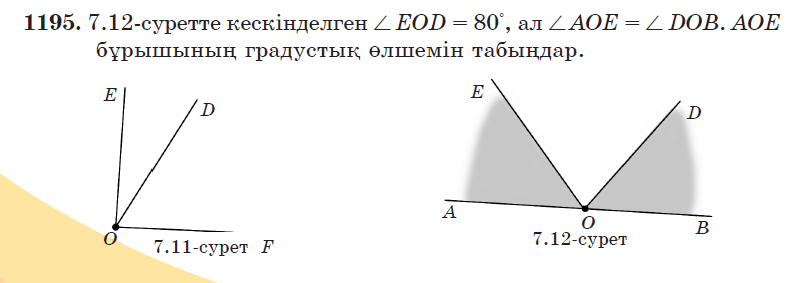 1195. 7.12-суретте кескінделген ∠ EOD = 80°, ал ∠ AOE = ∠ DOB. AOE
бұрышының градустық өлшемін табыңдар.
E
D
O
7.11-сурет F
E
D
A
O
B
7.12-сурет